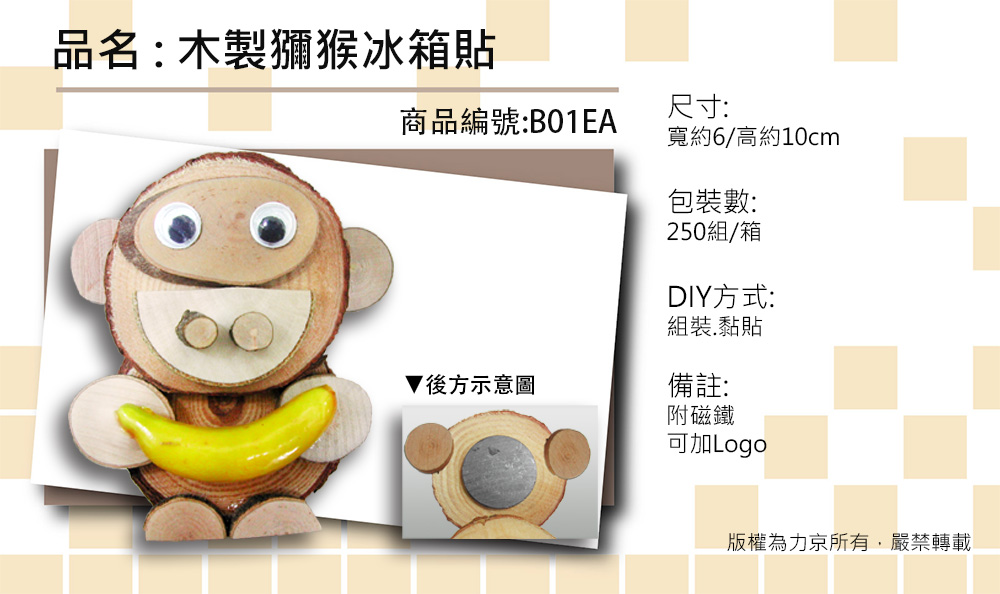 品名 : 木製獼猴冰箱貼
商品編號:B01EA
尺寸:
寬約6/高約10cm
包裝數:
250組/箱
DIY方式:
組裝.黏貼
▼後方示意圖
備註:
附磁鐵
可加Logo
版權為力京所有，嚴禁轉載